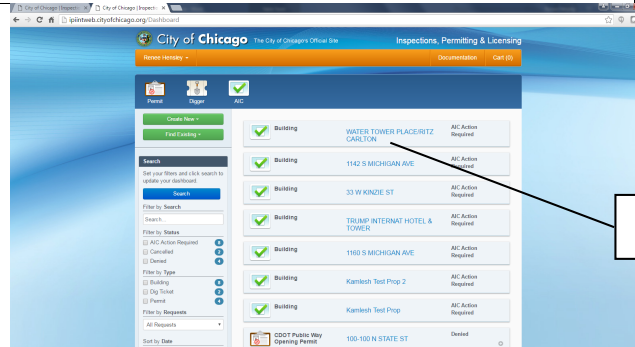 City of Chicago | Inspectio
City of Chicago | Inspectio
ipiintweb.cityofchicago.org/Dashboard
City of Chicago The City of Chicago's Official Site
Inspections, Permitting & Licensing
Renee Hensley
Documentation Cart (0)
Permit Digger AIC
Create New
Find Existing
Search
Set your filters and click search to
update your dashboard.
Search
Filter by Search
Search...
Filter by Status
AIC Action Required
Cancelled
Denied
Filter by Type
Building
Dig Ticket
Permit
Filter by Requests
All Requests
Sort by Date
Building WATER TOWER PLACE/RITZ
CARLTON AIC Action
Required
Building 1142 S MICHIGAN AVE AIC Action
Required
Building 33 W KINZIE ST AIC Action
Required
Building TRUMP INTERNAT HOTEL &
TOWER AIC Action
Required
Building 1160 S MICHIGAN AVE AIC Action
Required
Building Kamlesh Test Prop 2 AIC Action
Required
Building Kamlesh Test Prop AIC Action
Required
CDOT Public Way
Opening Permit 100-100 N STATE ST Denied